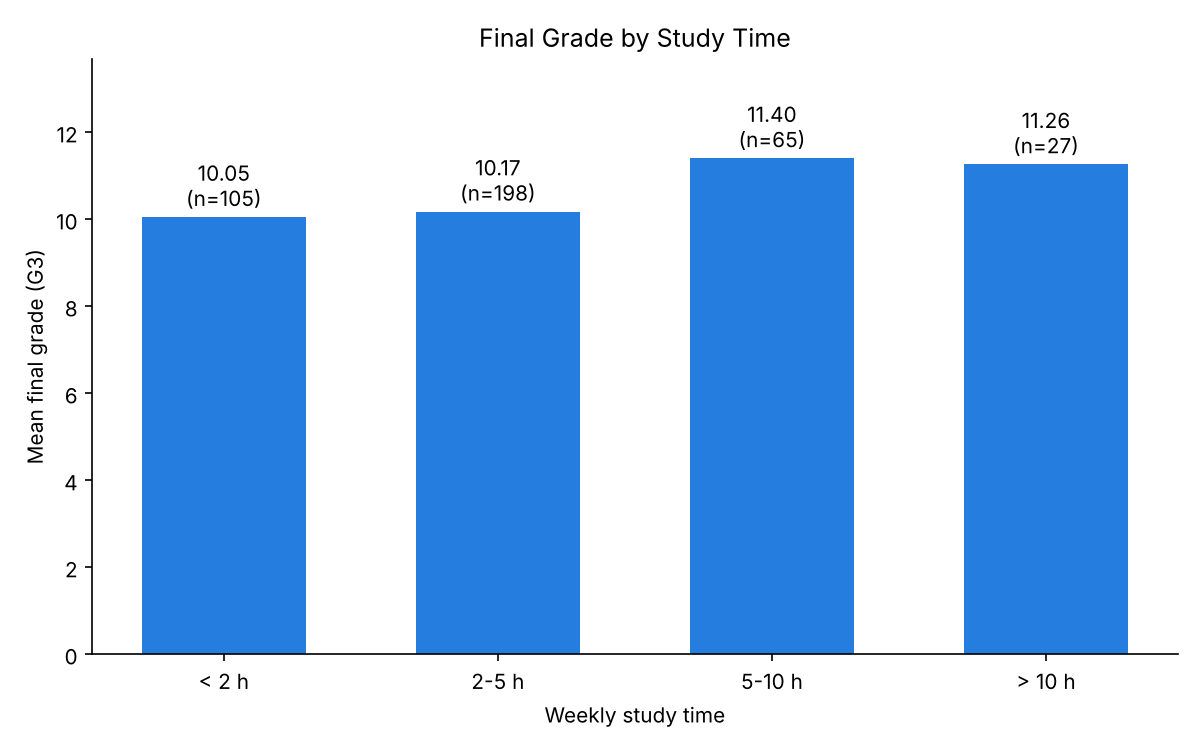 Final Grade by Study Time
Mean final grade (G3)
12
10
8
6
4
2
0
10.05
(n=105)
10.17
(n=198)
11.40
(n=65)
11.26
(n=27)
< 2 h
2-5 h
5-10 h
> 10 h
Weekly study time